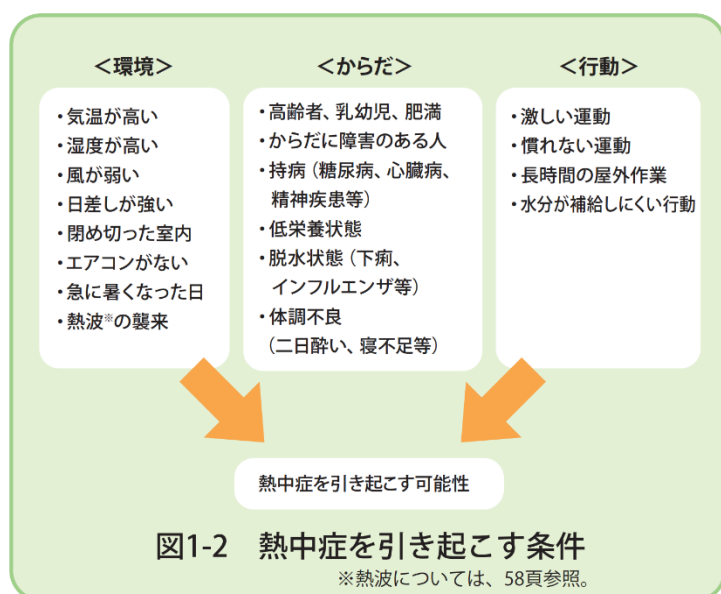 ＜環境＞
・気温が高い
・湿度が高い
・風が弱い
・日差しが強い
・閉め切った室内
・エアコンがない
・急に暑くなった日
・熱波※の襲来
＜からだ＞
・高齢者、乳幼児、肥満
・からだに障害のある人
・持病（糖尿病、心臓病、
精神疾患等）
・低栄養状態
・脱水状態（下痢、
インフルエンザ等）
・体調不良
（二日酔い、寝不足等）
＜行動＞
・激しい運動
・慣れない運動
・長時間の屋外作業
・水分が補給しにくい行動
熱中症を引き起こす可能性
図1-2　熱中症を引き起こす条件
※熱波については、58頁参照。